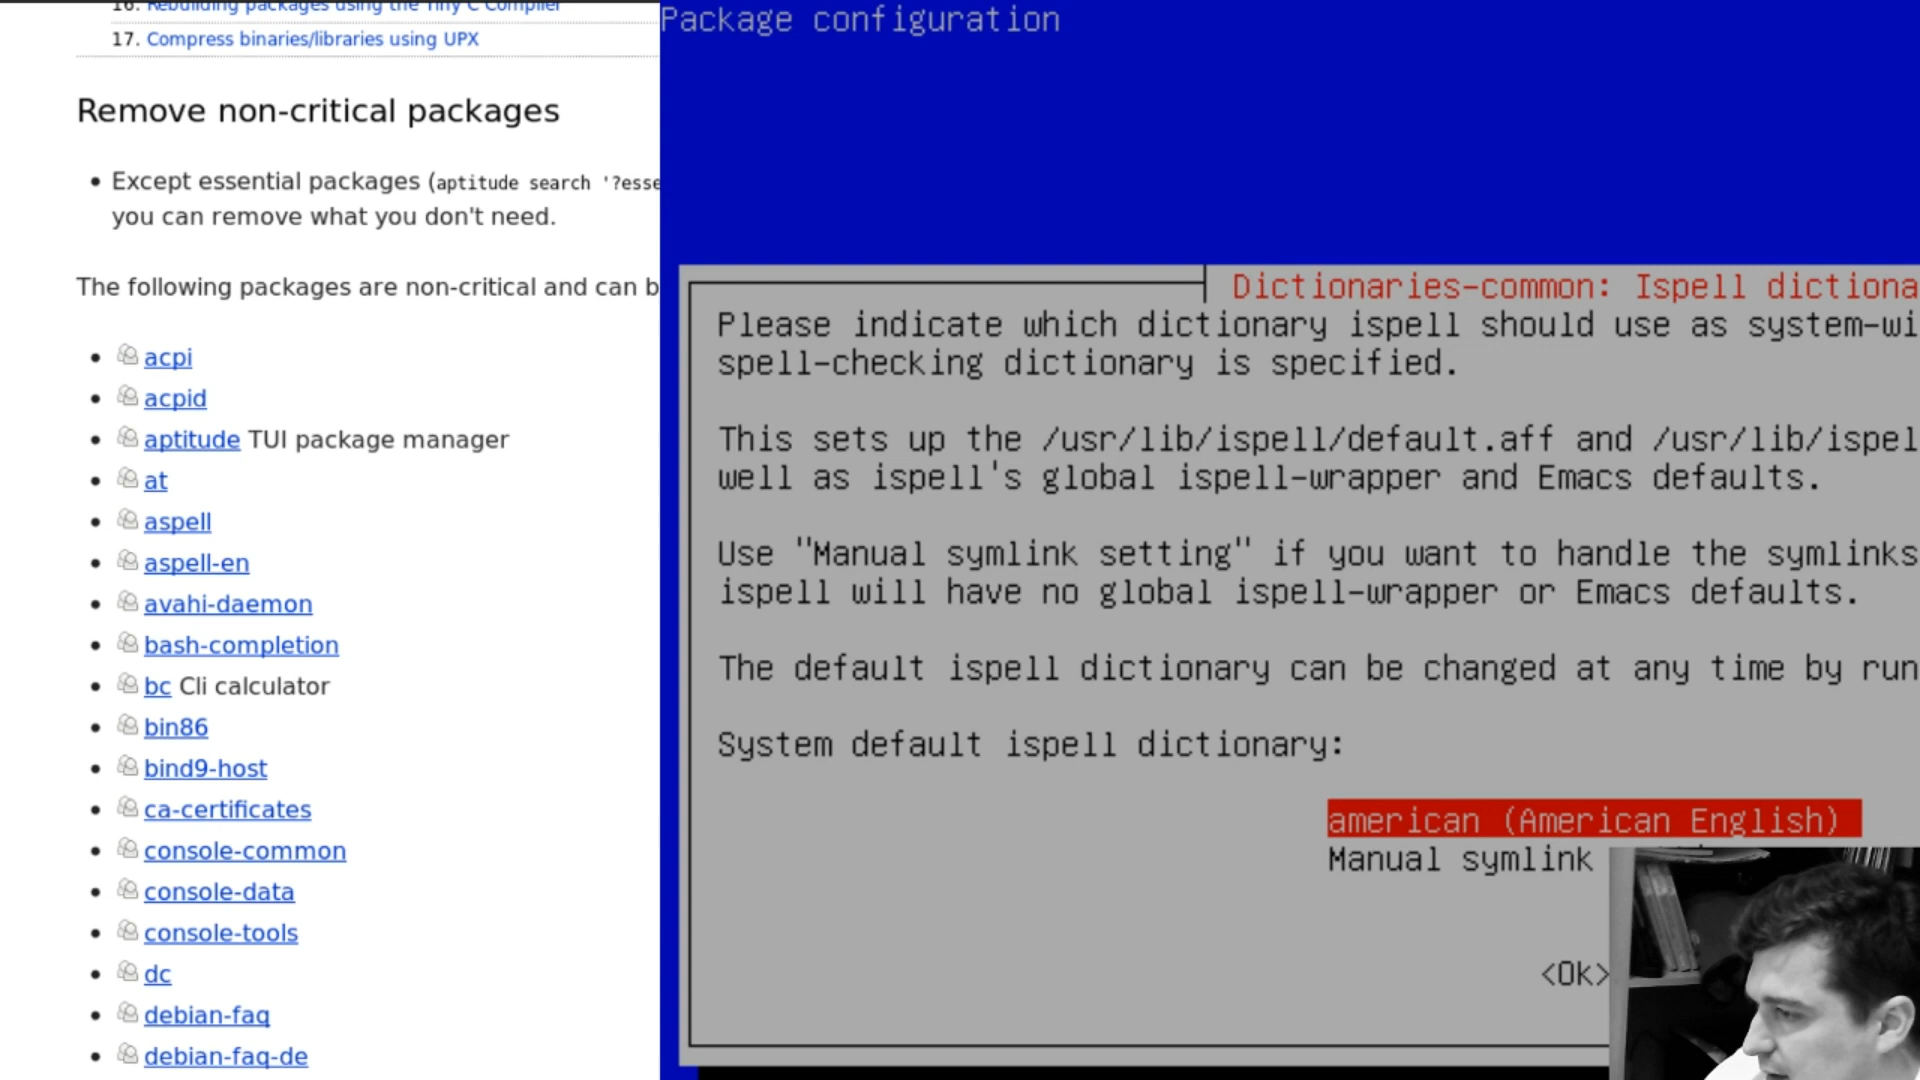 16. Rebuilding packages using the Tiny C Compiler
17. Compress binaries/libraries using UPX
Remove non-critical packages
• Except essential packages (aptitude search '?esse
you can remove what you don't need.
The following packages are non-critical and can b
• acpi
• acpid
• aptitude TUI package manager
• at
• aspell
• aspell-en
• avahi-daemon
• bash-completion
• bc Cli calculator
• bin86
• bind9-host
• ca-certificates
• console-common
• console-data
• console-tools
• dc
• debian-faq
• debian-faq-de
Package configuration
Dictionaries-common: Ispell dictiona
Please indicate which dictionary ispell should use as system-wi
spell-checking dictionary is specified.
This sets up the /usr/lib/ispell/default.aff and /usr/lib/ispel
well as ispell's global ispell-wrapper and Emacs defaults.
Use "Manual symlink setting" if you want to handle the symlinks
ispell will have no global ispell-wrapper or Emacs defaults.
The default ispell dictionary can be changed at any time by run
System default ispell dictionary:
american (American English)
Manual symlink
<Ok>